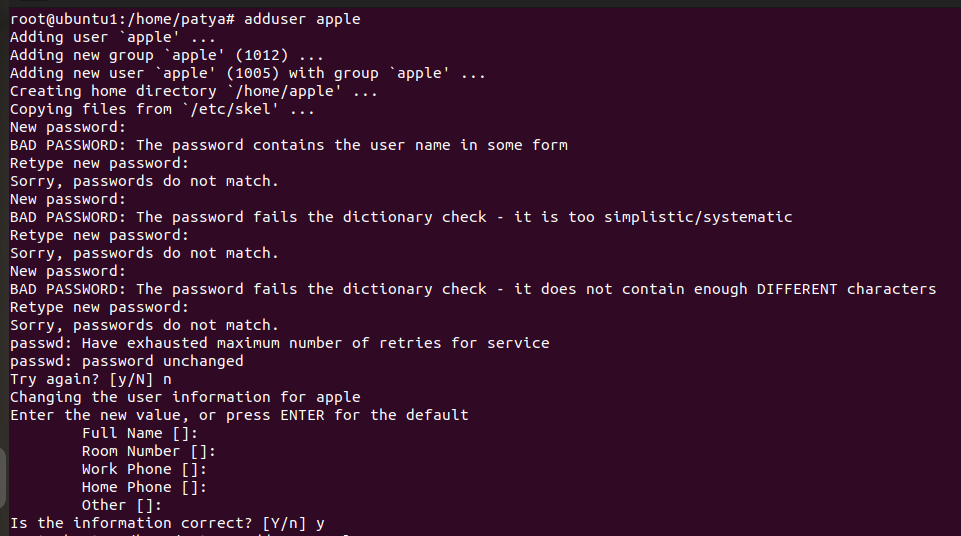 root@ubuntu1:/home/patya# adduser apple
Adding user `apple' ...
Adding new group `apple' (1012) ...
Adding new user `apple' (1005) with group `apple' ...
Creating home directory `/home/apple' ...
Copying files from `/etc/skel' ...
New password:
BAD PASSWORD: The password contains the user name in some form
Retype new password:
Sorry, passwords do not match.
New password:
BAD PASSWORD: The password fails the dictionary check - it is too simplistic/systematic
Retype new password:
Sorry, passwords do not match.
New password:
BAD PASSWORD: The password fails the dictionary check - it does not contain enough DIFFERENT characters
Retype new password:
Sorry, passwords do not match.
passwd: Have exhausted maximum number of retries for service
passwd: password unchanged
Try again? [y/N] n
Changing the user information for apple
Enter the new value, or press ENTER for the default
Full Name []:
Room Number []:
Work Phone []:
Home Phone []:
Other []:
Is the information correct? [Y/n] y